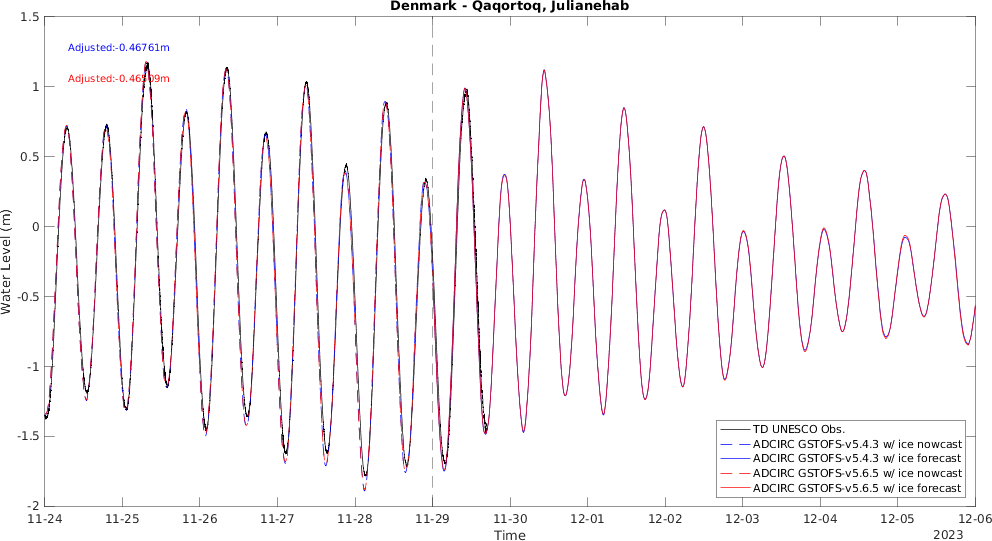 Denmark - Qaqortoq, Julianehab
Adjusted:-0.46761m
Water Level (m)
1.5
1
0.5
0
-0.5
-1
-1.5
-2
11-24
11-25
11-26
11-27
11-28
11-29
11-30
12-01
12-02
12-03
12-04
12-05
12-06
Time
2023
TD UNESCO Obs.
ADCIRC GSTOFS-v5.4.3 w/ ice nowcast
ADCIRC GSTOFS-v5.4.3 w/ ice forecast
ADCIRC GSTOFS-v5.6.5 w/ ice nowcast
ADCIRC GSTOFS-v5.6.5 w/ ice forecast